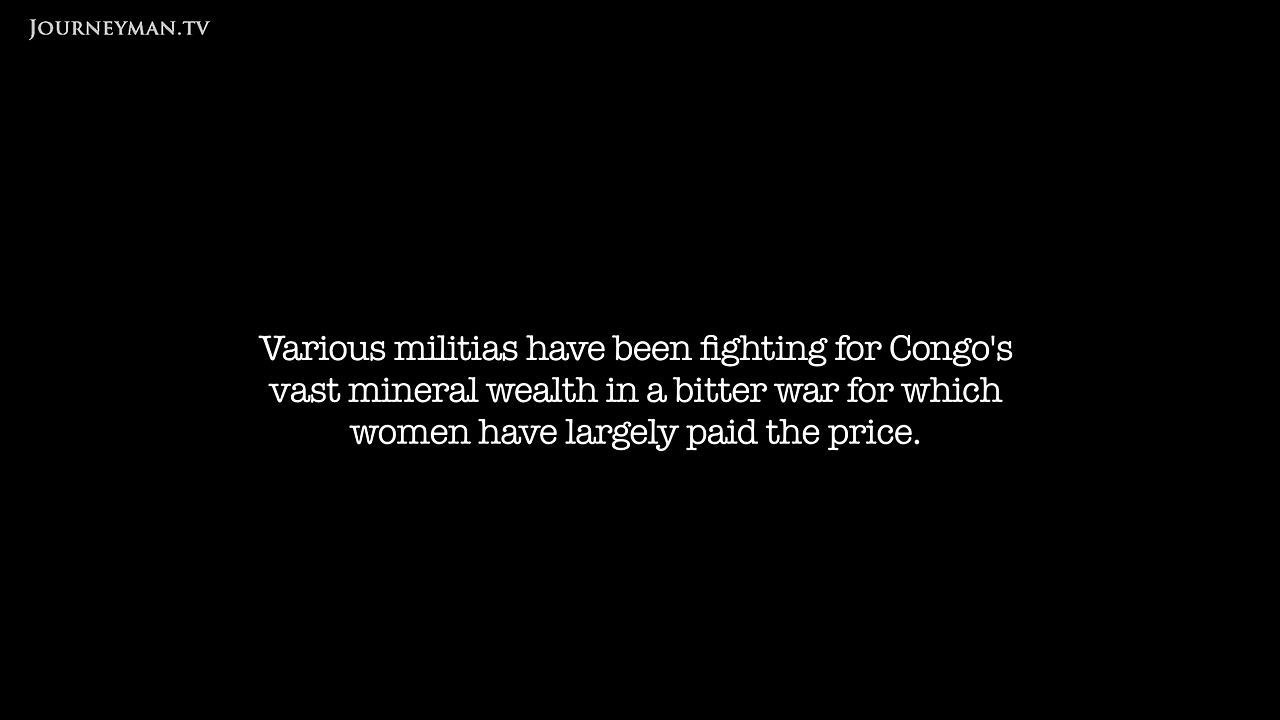 JOURNEYMAN.TV
Various militias have been fighting for Congo's
vast mineral wealth in a bitter war for which
women have largely paid the price.